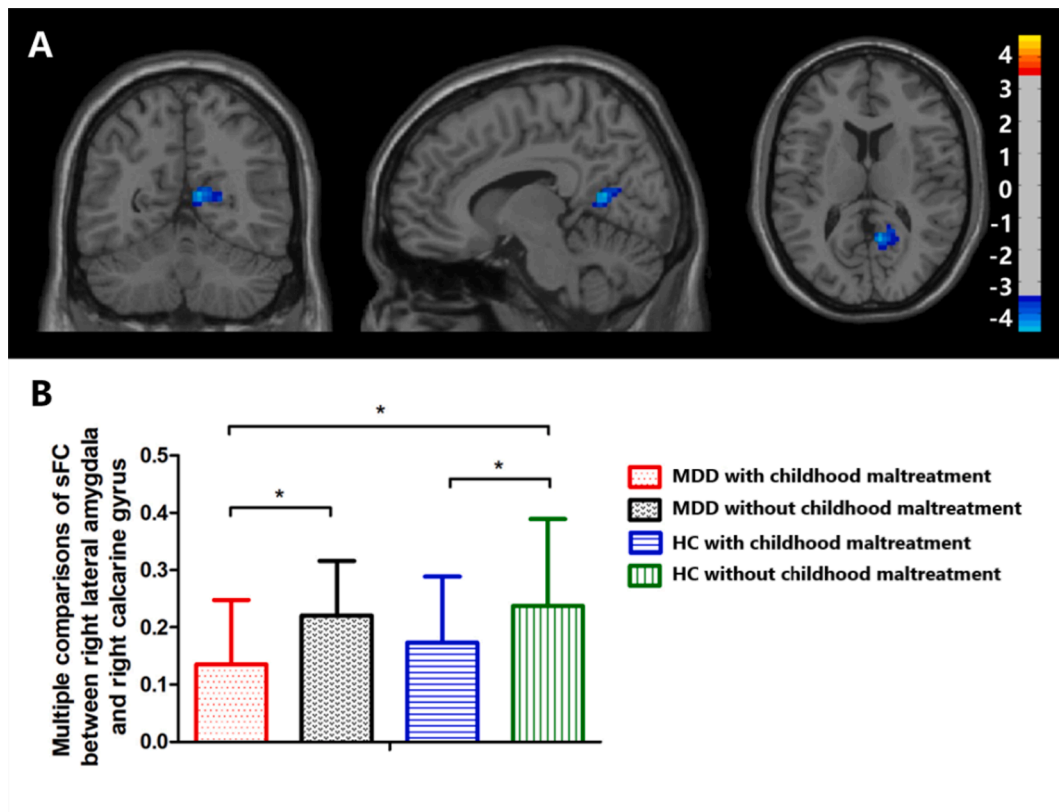 A
4
3
2
1
0
-1
-2
-3
-4
B
Multiple comparisons of sFC
between right lateral amygdala
and right calcarine gyrus
0.5
0.4
0.3
0.2
0.1
0.0
*
*
*
MDD with childhood maltreatment
MDD without childhood maltreatment
HC with childhood maltreatment
HC without childhood maltreatment